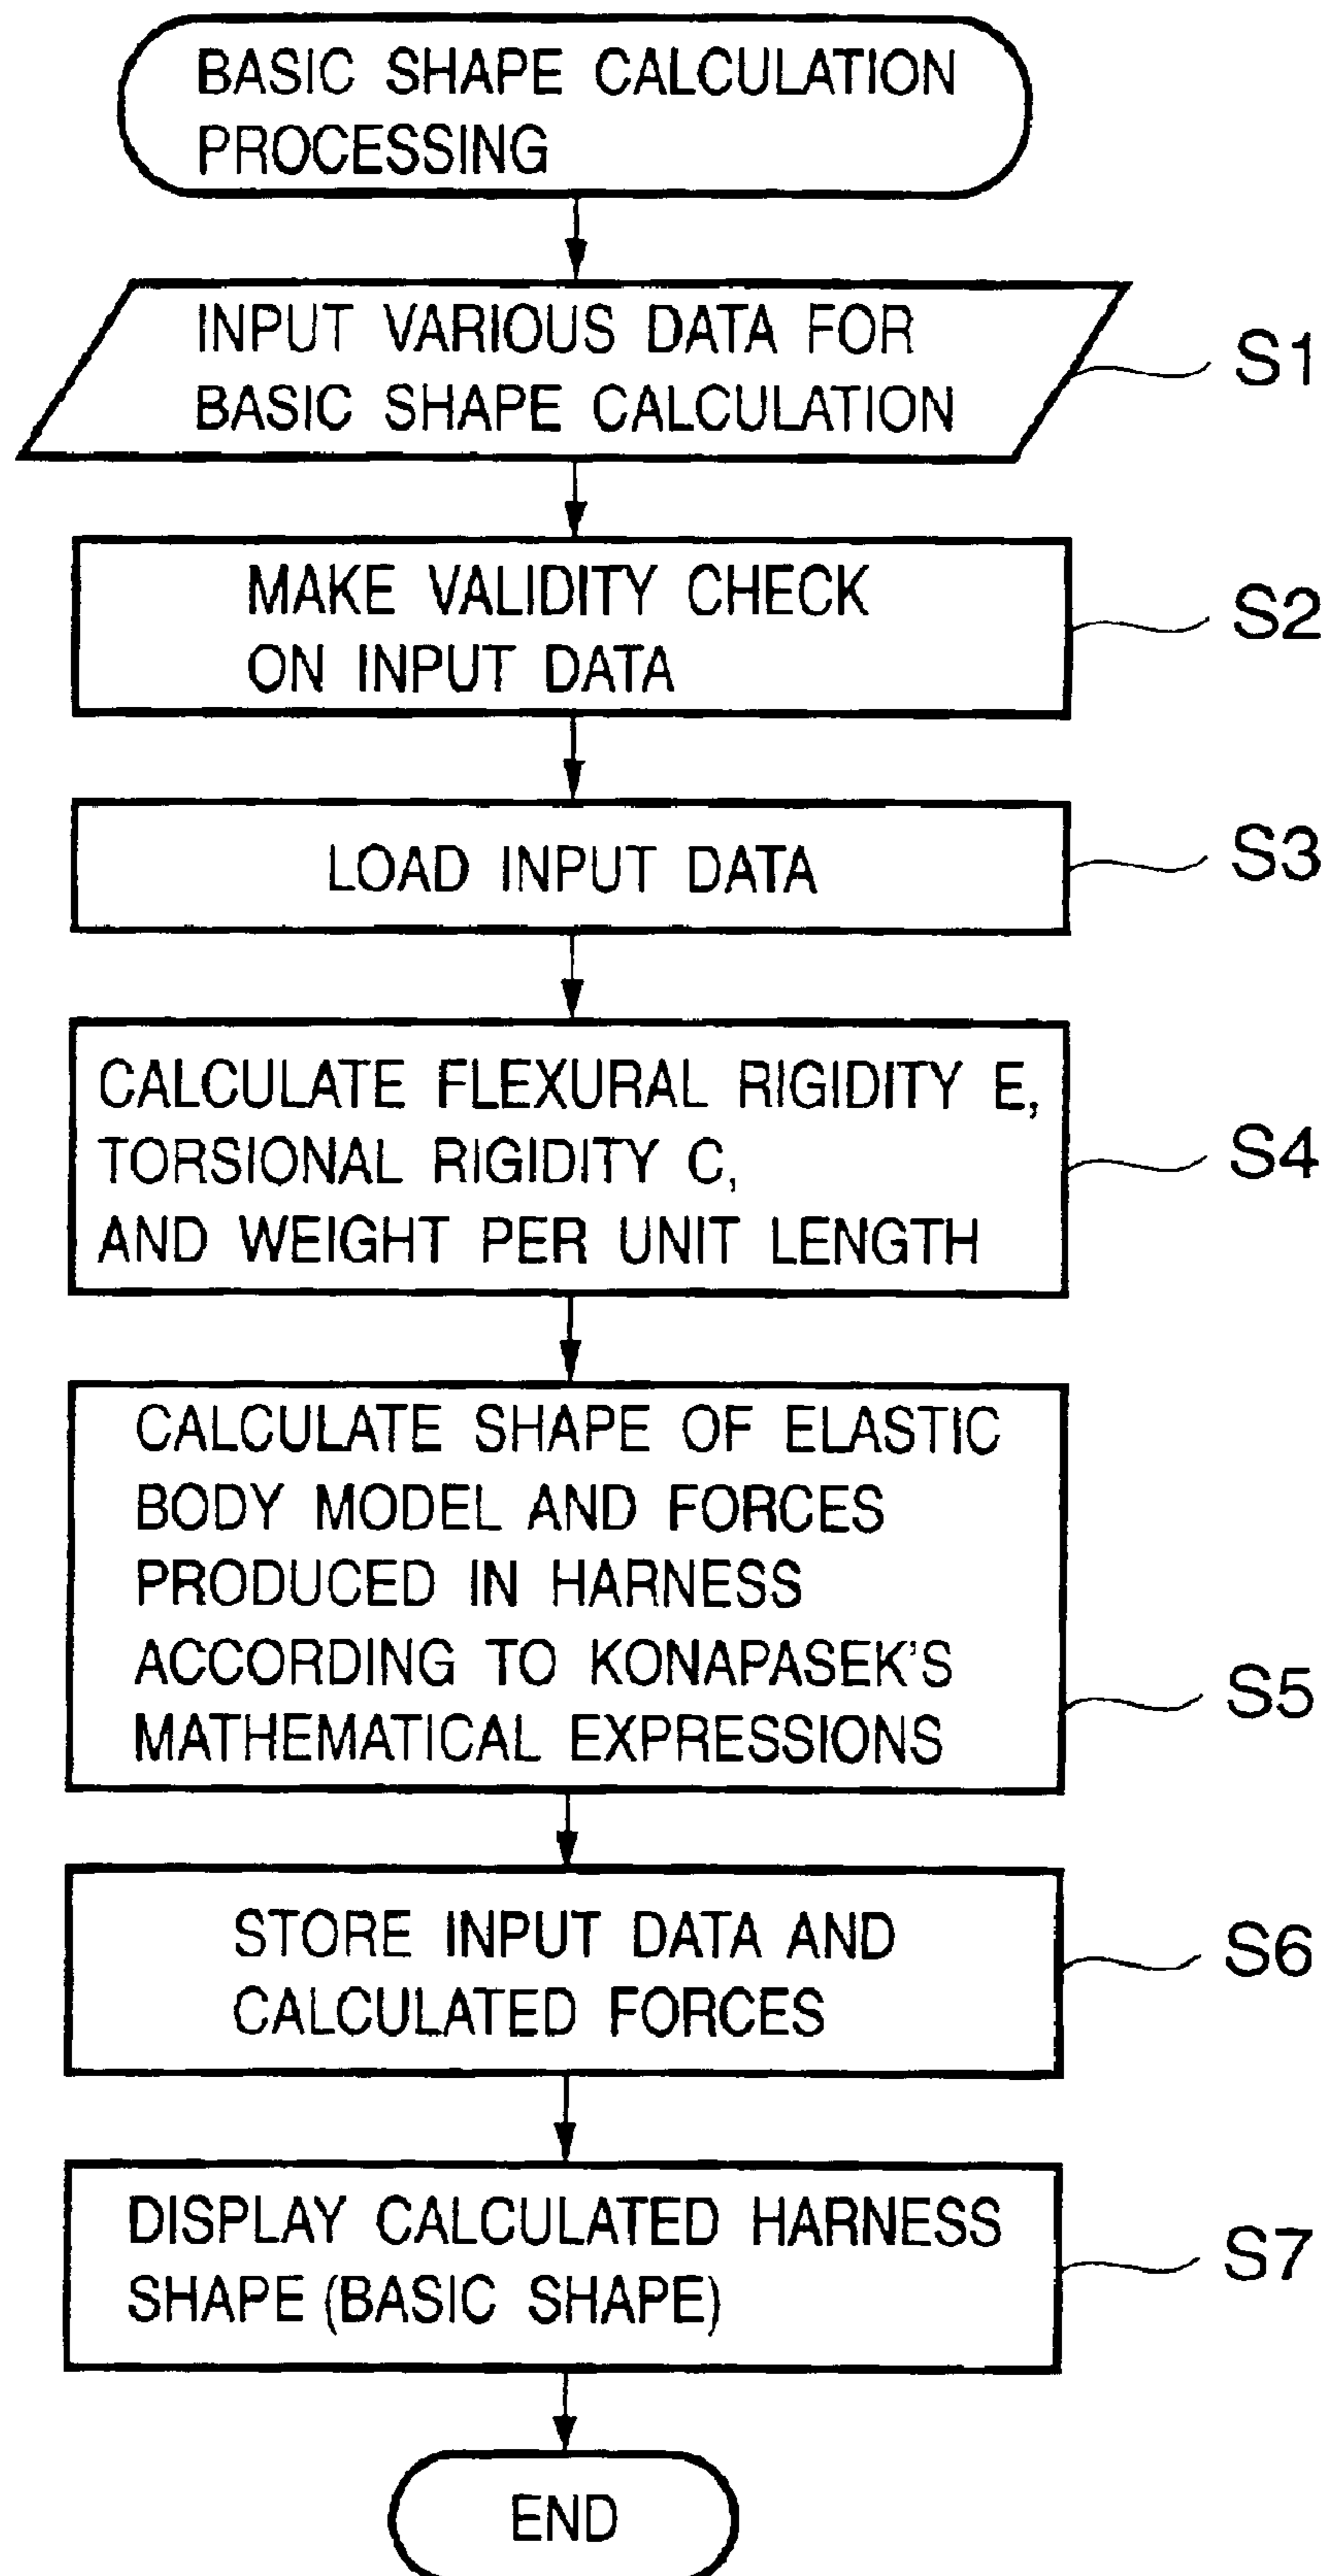 BASIC SHAPE CALCULATION
PROCESSING
INPUT VARIOUS DATA FOR
BASIC SHAPE CALCULATION
S1
MAKE VALIDITY CHECK
ON INPUT DATA
S2
LOAD INPUT DATA
S3
CALCULATE FLEXURAL RIGIDITY E,
TORSIONAL RIGIDITY C,
AND WEIGHT PER UNIT LENGTH
S4
CALCULATE SHAPE OF ELASTIC
BODY MODEL AND FORCES
PRODUCED IN HARNESS
ACCORDING TO KONAPASEK'S
MATHEMATICAL EXPRESSIONS
S5
STORE INPUT DATA AND
CALCULATED FORCES
S6
DISPLAY CALCULATED HARNESS
SHAPE (BASIC SHAPE)
S7
END